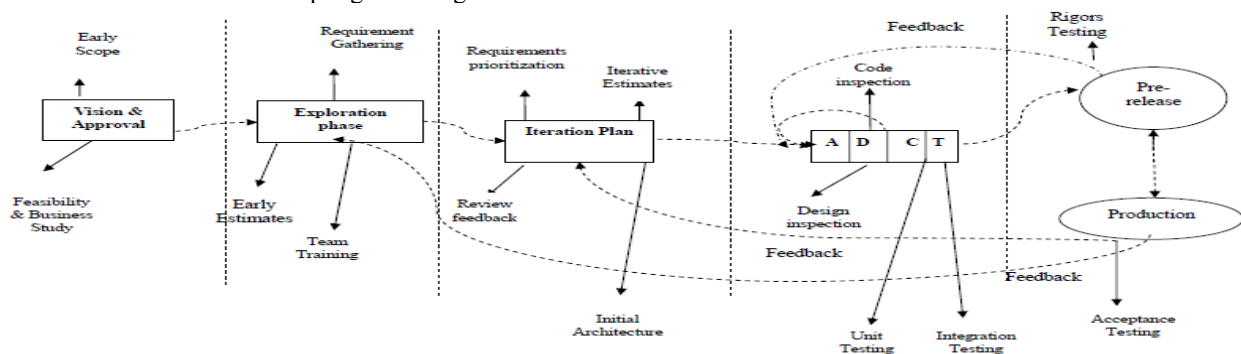 Early
Scope
Vision &
Approval
Feasibility
& Business
Study
Requirement
Gathering
Exploration
phase
Early
Estimates
Team
Training
Requirements
prioritization
Iterative
Estimates
Iteration Plan
Review
feedback
Initial
Architecture
Feedback
Code
inspection
A D C T
Design
inspection
Feedback
Unit
Testing
Integration
Testing
Rigors
Testing
Pre-
release
Production
Feedback
Acceptance
Testing